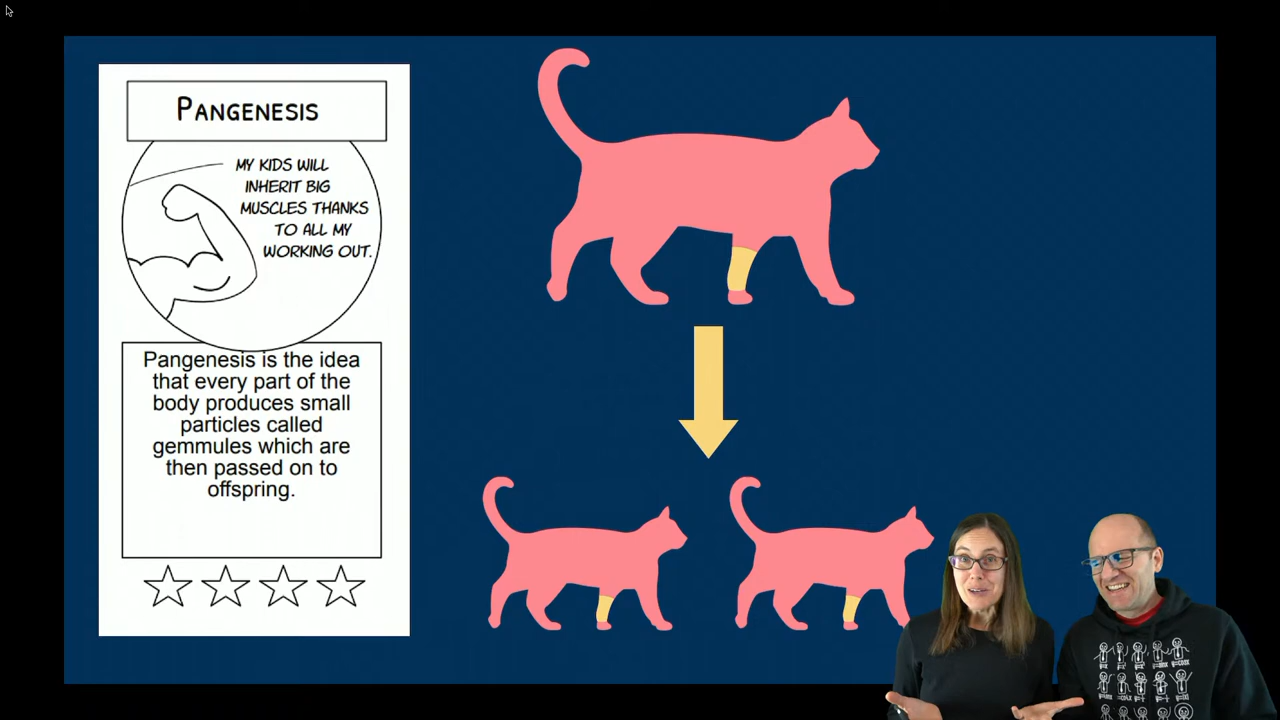 PANGENESIS
MY KIDS WILL
INHERIT BIG
MUSCLES THANKS
TO ALL MY
WORKING OUT.
Pangenesis is the idea
that every part of the
body produces small
particles called
gemmules which are
then passed on to
offspring.